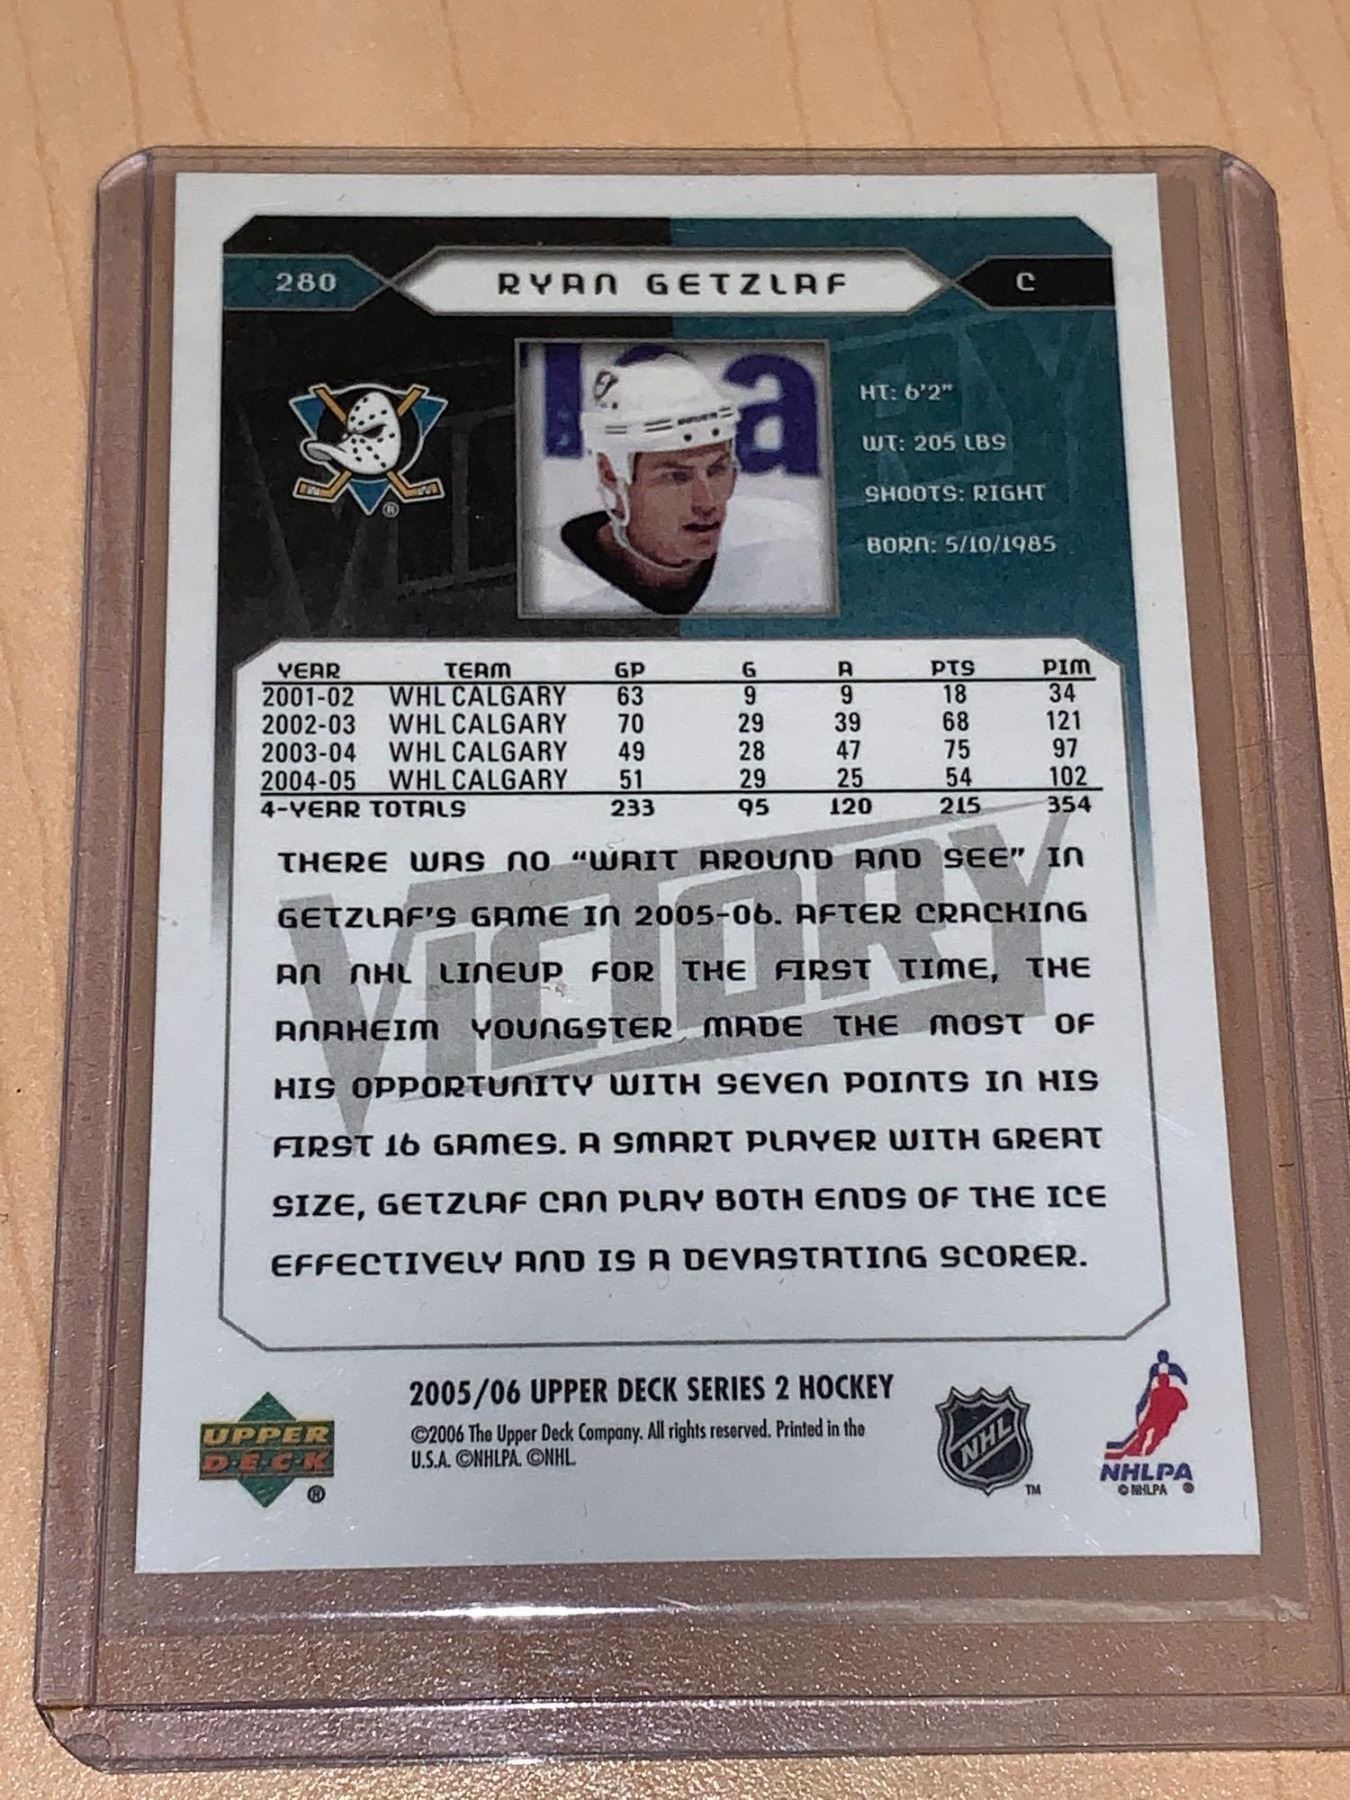 280 RYAN GETZLAF C
HT: 6'2"
WT: 205 LBS
SHOOTS: RIGHT
BORN: 5/10/1985
YEAR TEAM GP G A PTS PIM
2001-02 WHL CALGARY 63 9 9 18 34
2002-03 WHL CALGARY 70 29 39 68 121
2003-04 WHL CALGARY 49 28 47 75 97
2004-05 WHL CALGARY 51 29 25 54 102
4-YEAR TOTALS 233 95 120 215 354
VICTORY
THERE WAS NO “WAIT AROUND AND SEE” IN
GETZLAF'S GAME IN 2005-06. AFTER CRACKING
AN NHL LINEUP FOR THE FIRST TIME, THE
ANAHEIM YOUNGSTER MADE THE MOST OF
HIS OPPORTUNITY WITH SEVEN POINTS IN HIS
FIRST 16 GAMES. A SMART PLAYER WITH GREAT
SIZE, GETZLAF CAN PLAY BOTH ENDS OF THE ICE
EFFECTIVELY AND IS A DEVASTATING SCORER.
UPPER
D·E·C·K
®
2005/06 UPPER DECK SERIES 2 HOCKEY
©2006 The Upper Deck Company. All rights reserved. Printed in the
U.S.A. ©NHLPA. ©NHL.
NHL
TM
NHLPA
© NHLPA ®